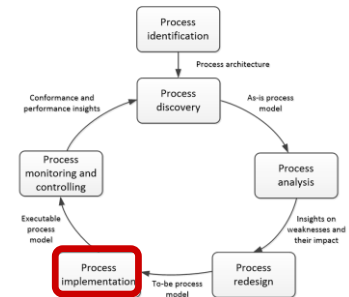 Process
identification
Process architecture
Conformance and
performance insights
Process
discovery
As-is process
model
Process
monitoring and
controlling
Process
analysis
Executable
process
model
Insights on
weaknesses and
their impact
Process
implementation
To-be process
model
Process
redesign